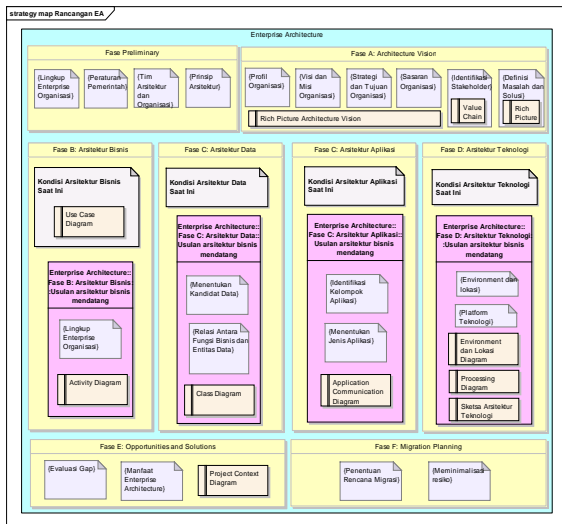 strategy map Rancangan EA
Enterprise Architecture
Fase Preliminary
{Lingkup
Enterprise
Organisasi}
{Peraturan
Pemerintah}
{Tim
Arsitektur
dan
Organisasi}
{Prinsip
Arsitektur}
Fase A: Architecture Vision
{Profil
Organisasi}
{Visi dan
Misi
Organisasi}
{Strategi
dan Tujuan
Organisasi}
{Sasaran
Organisasi}
{Identifikasi
Stakeholder}
Value
Chain
{Definisi
Masalah dan
Solusi}
Rich
Picture
Rich Picture Architecture Vision
Fase B: Arsitektur Bisnis
Kondisi Arsitektur Bisnis
Saat Ini
Use Case
Diagram
Enterprise Architecture::
Fase B: Arsitektur Bisnis:
:Usulan arsitektur bisnis
mendatang
{Lingkup
Enterprise
Organisasi}
Activity Diagram
Fase C: Arsitektur Data
Kondisi Arsitektur Data
Saat Ini
Enterprise Architecture::
Fase C: Arsitektur Data::
Usulan arsitektur bisnis
mendatang
{Menentukan
Kandidat Data}
{Relasi Antara
Fungsi Bisnis dan
Entitas Data}
Class Diagram
Fase C: Arsitektur Aplikasi
Kondisi Arsitektur Aplikasi
Saat Ini
Enterprise Architecture::
Fase C: Arsitektur Aplikasi::
Usulan arsitektur bisnis
mendatang
{Identifikasi
Kelompok
Aplikasi}
{Menentukan
Jenis Aplikasi}
Application
Communication
Diagram
Fase D: Arsitektur Teknologi
Kondisi Arsitektur Teknologi
Saat Ini
Enterprise Architecture::
Fase D: Arsitektur Teknologi:
:Usulan arsitektur bisnis
mendatang
{Environment dan
lokasi}
{Platform
Teknologi}
Environment
dan Lokasi
Diagram
Processing
Diagram
Sketsa Arsitektur
Teknologi
Fase E: Opportunities and Solutions
{Evaluasi Gap}
{Manfaat
Enterprise
Architecture}
Project Context
Diagram
Fase F: Migration Planning
{Penentuan
Rencana Migrasi}
{Meminimalisasi
resiko}